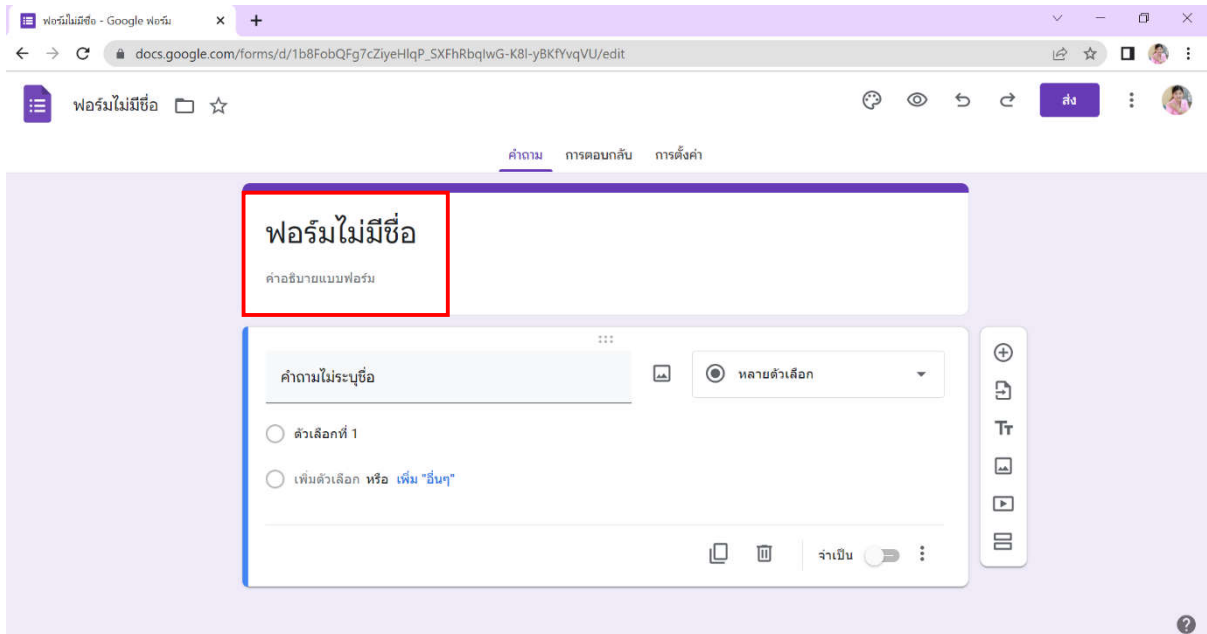 ฟอร์มไม่มีชื่อ - Google ฟอร์ม
docs.google.com/forms/d/1b8FobQFg7cZiyeHlqP_SXFhRbqlwG-K8l-yBKfYvqVU/edit
ฟอร์มไม่มีชื่อ
ส่ง
คำถาม การตอบกลับ การตั้งค่า
ฟอร์มไม่มีชื่อ
คำอธิบายแบบฟอร์ม
คำถามไม่ระบุชื่อ
หลายตัวเลือก
ตัวเลือกที่ 1
เพิ่มตัวเลือก หรือ เพิ่ม "อื่นๆ"
จำเป็น